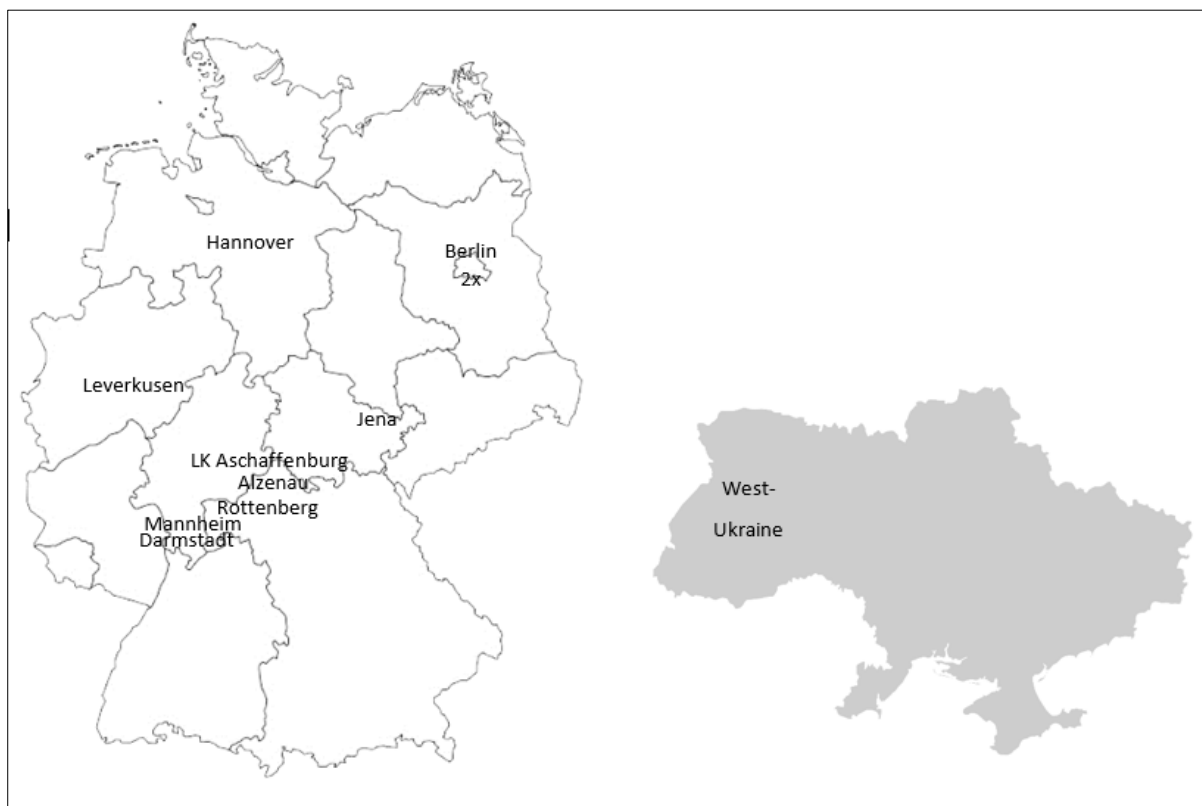 Hannover
Berlin
2x
Leverkusen
Jena
LK Aschaffenburg
Alzenau
Rottenberg
Mannheim
Darmstadt
West-
Ukraine